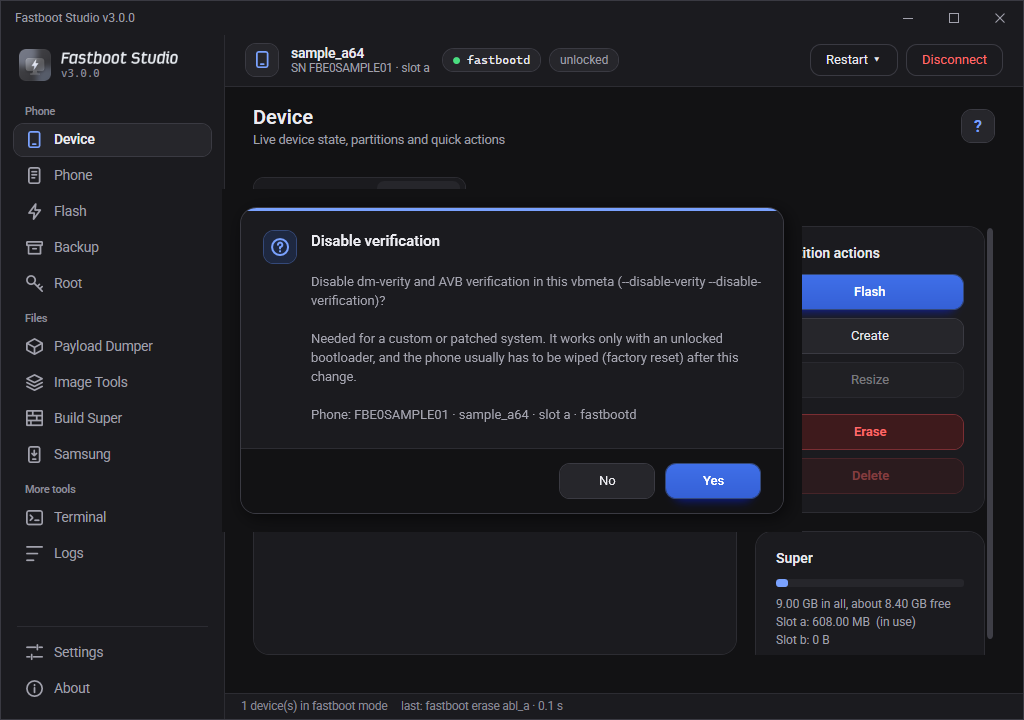 Fastboot Studio v3.0.0
Fastboot Studio
v3.0.0
Phone
Device
Phone
Flash
Backup
Root
Files
Payload Dumper
Image Tools
Build Super
Samsung
More tools
Terminal
Logs
Settings
About
sample_a64
SN FBE0SAMPLE01 · slot a
fastbootd
unlocked
Restart ▾
Disconnect
Device
Live device state, partitions and quick actions
?
Disable verification
Disable dm-verity and AVB verification in this vbmeta (--disable-verity --disable-
verification)?
Needed for a custom or patched system. It works only with an unlocked
bootloader, and the phone usually has to be wiped (factory reset) after this
change.
Phone: FBE0SAMPLE01 · sample_a64 · slot a · fastbootd
No
Yes
ition actions
Flash
Create
Resize
Erase
Delete
Super
9.00 GB in all, about 8.40 GB free
Slot a: 608.00 MB (in use)
Slot b: 0 B
1 device(s) in fastboot mode last: fastboot erase abl_a · 0.1 s